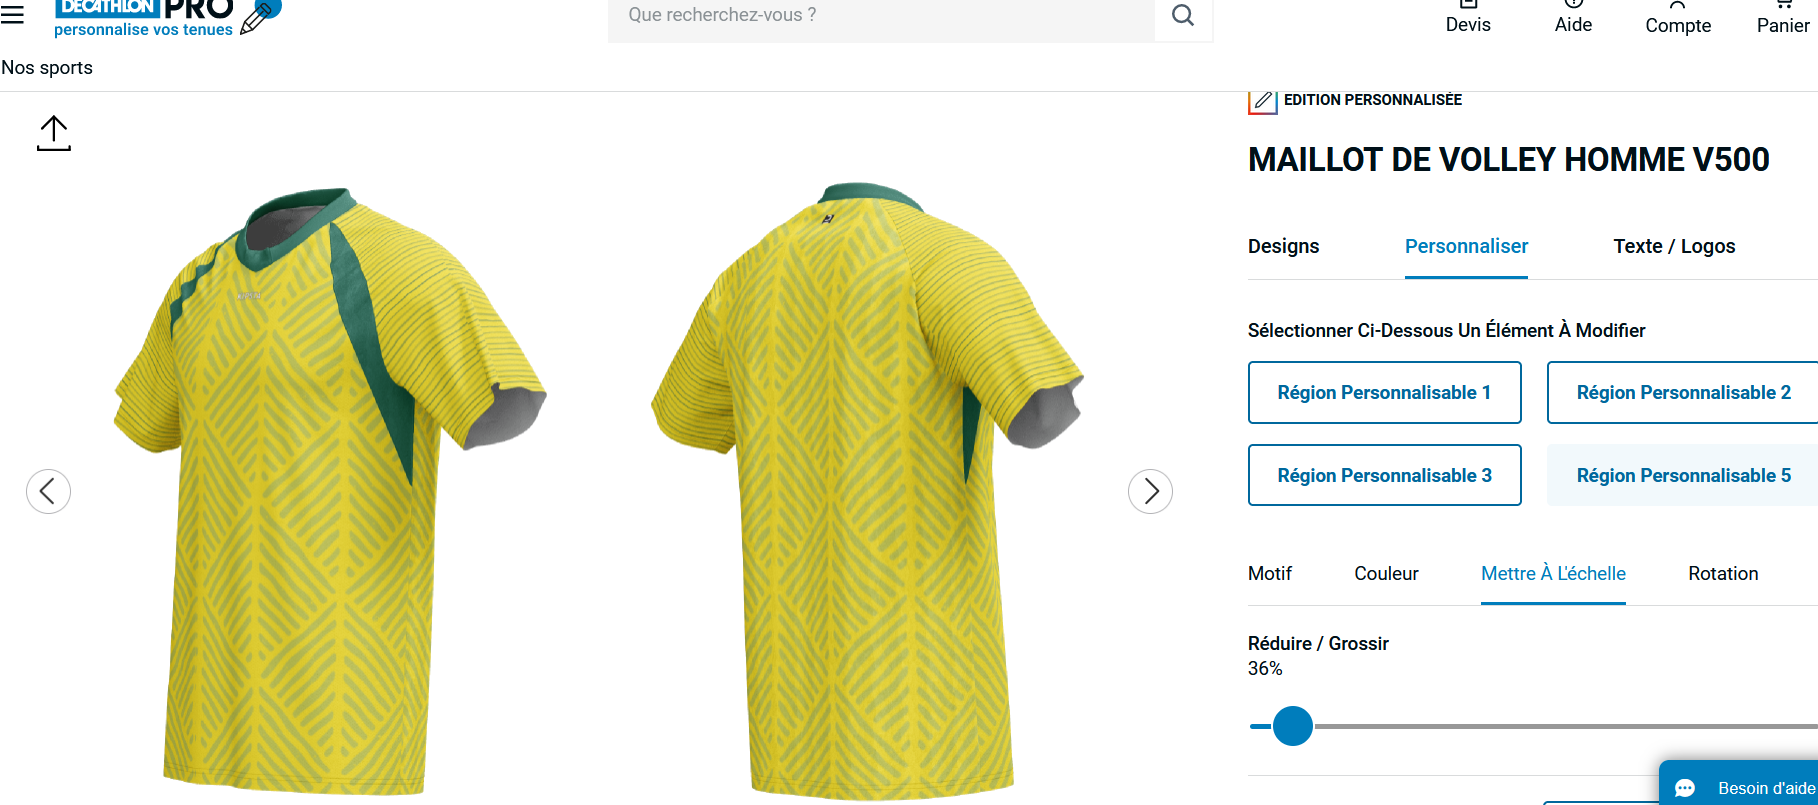 DECATHLON PRO
personnalise vos tenues
Que recherchez-vous ?
Devis
Aide
Compte
Panier
Nos sports
EDITION PERSONNALISÉE
MAILLOT DE VOLLEY HOMME V500
Designs
Personnaliser
Texte / Logos
Sélectionner Ci-Dessous Un Élément À Modifier
Région Personnalisable 1
Région Personnalisable 2
Région Personnalisable 3
Région Personnalisable 5
Motif
Couleur
Mettre À L'échelle
Rotation
Réduire / Grossir
36%
Besoin d'aide